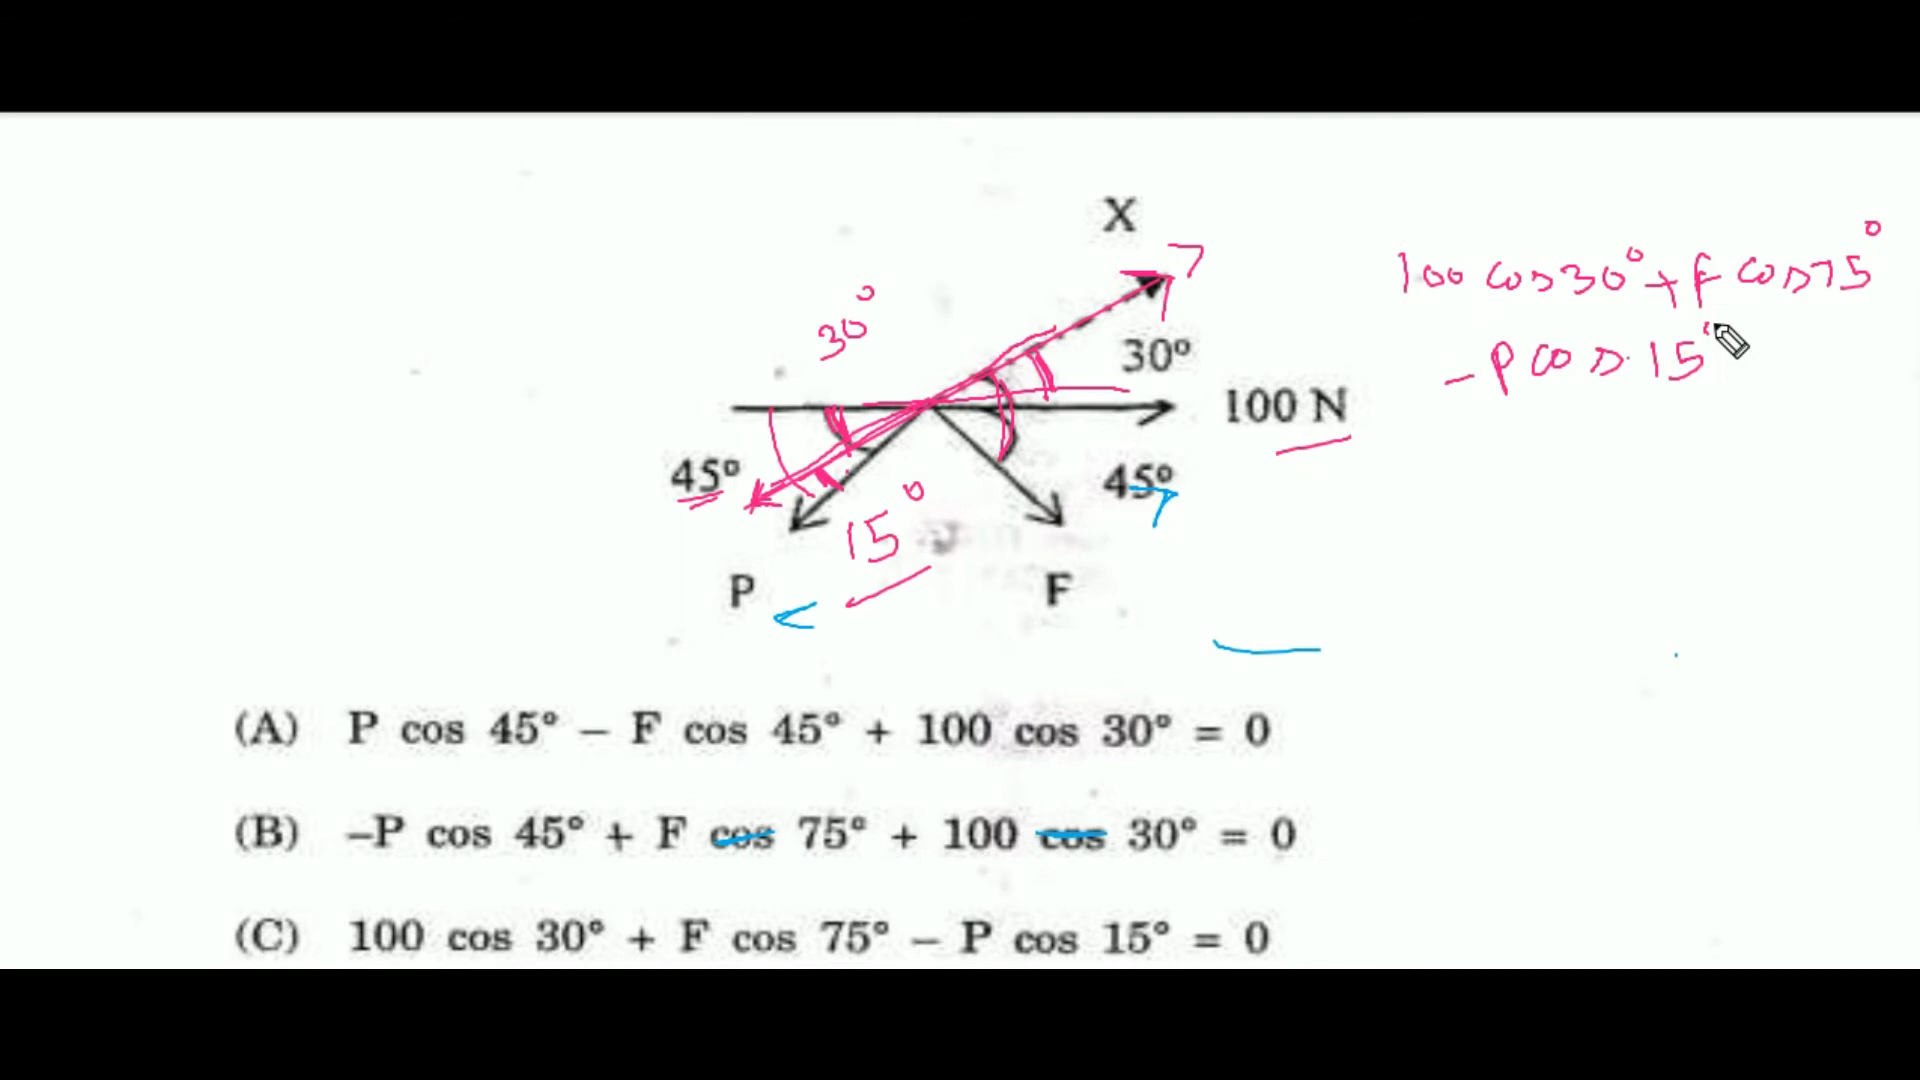 X
100 cos 30° + F cos 75°
- P cos 15°
30°
30°
100 N
45°
45°
15°
P
F
(A) P cos 45° – F cos 45° + 100 cos 30° = 0
(B) –P cos 45° + F cos 75° + 100 cos 30° = 0
(C) 100 cos 30° + F cos 75° – P cos 15° = 0